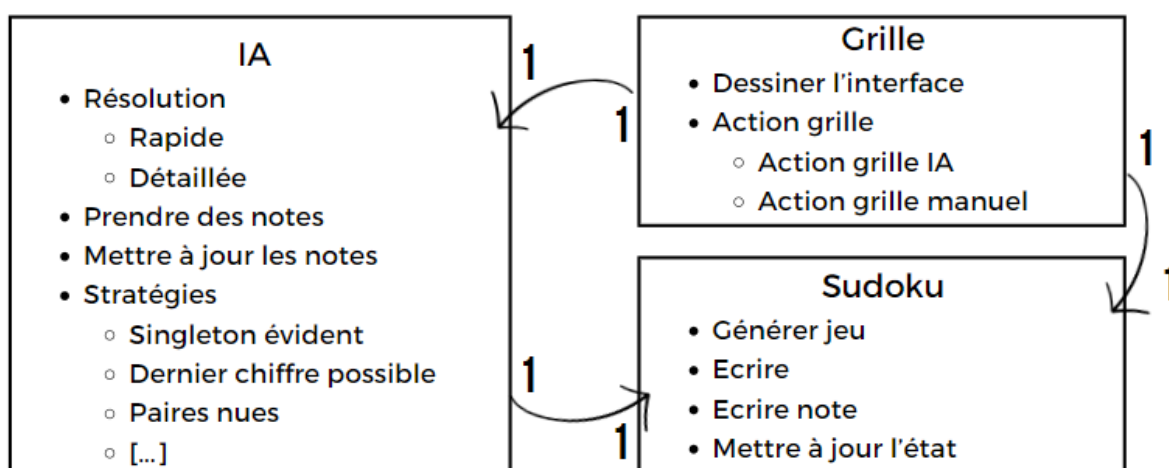 IA
• Résolution
○ Rapide
○ Détaillée
• Prendre des notes
• Mettre à jour les notes
• Stratégies
○ Singleton évident
○ Dernier chiffre possible
○ Paires nues
○ [...]
1
1
Grille
• Dessiner l’interface
• Action grille
○ Action grille IA
○ Action grille manuel
1
1
Sudoku
• Générer jeu
• Ecrire
• Ecrire note
• Mettre à jour l’état
1
1